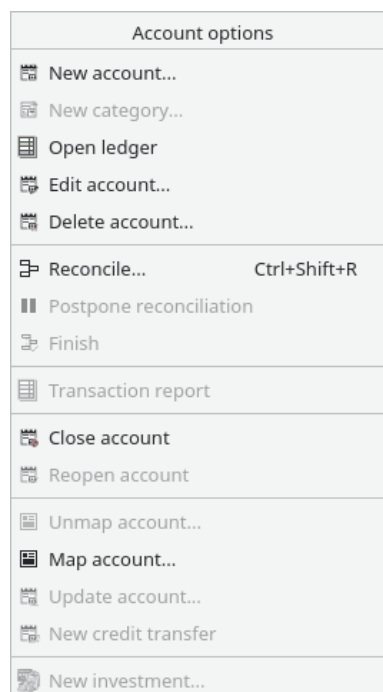 Account options
New account...
New category...
Open ledger
Edit account...
Delete account...
Reconcile... Ctrl+Shift+R
Postpone reconciliation
Finish
Transaction report
Close account
Reopen account
Unmap account...
Map account...
Update account...
New credit transfer
New investment...